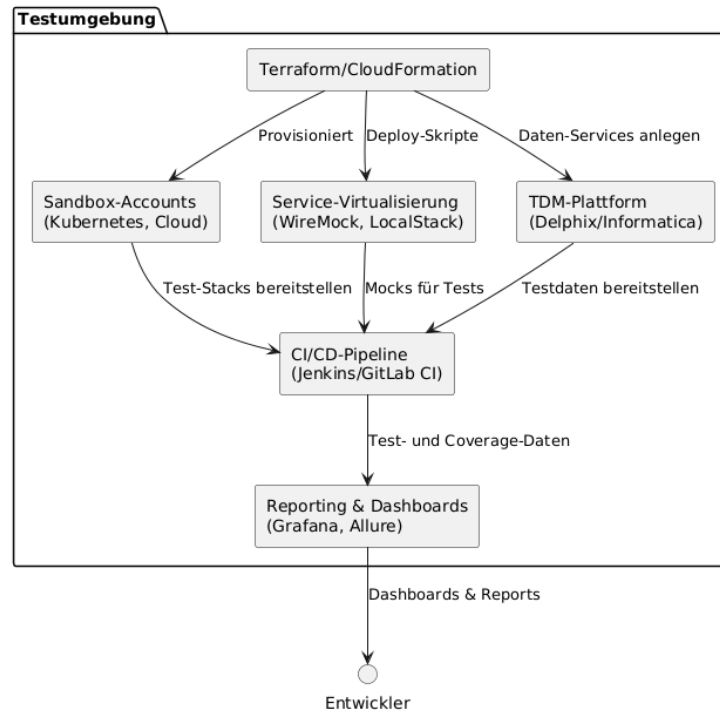 Testumgebung
Terraform/CloudFormation
Provisioniert
Deploy-Skripte
Daten-Services anlegen
Sandbox-Accounts
(Kubernetes, Cloud)
Service-Virtualisierung
(WireMock, LocalStack)
TDM-Plattform
(Delphix/Informatica)
Test-Stacks bereitstellen
Mocks für Tests
Testdaten bereitstellen
CI/CD-Pipeline
(Jenkins/GitLab CI)
Test- und Coverage-Daten
Reporting & Dashboards
(Grafana, Allure)
Dashboards & Reports
Entwickler